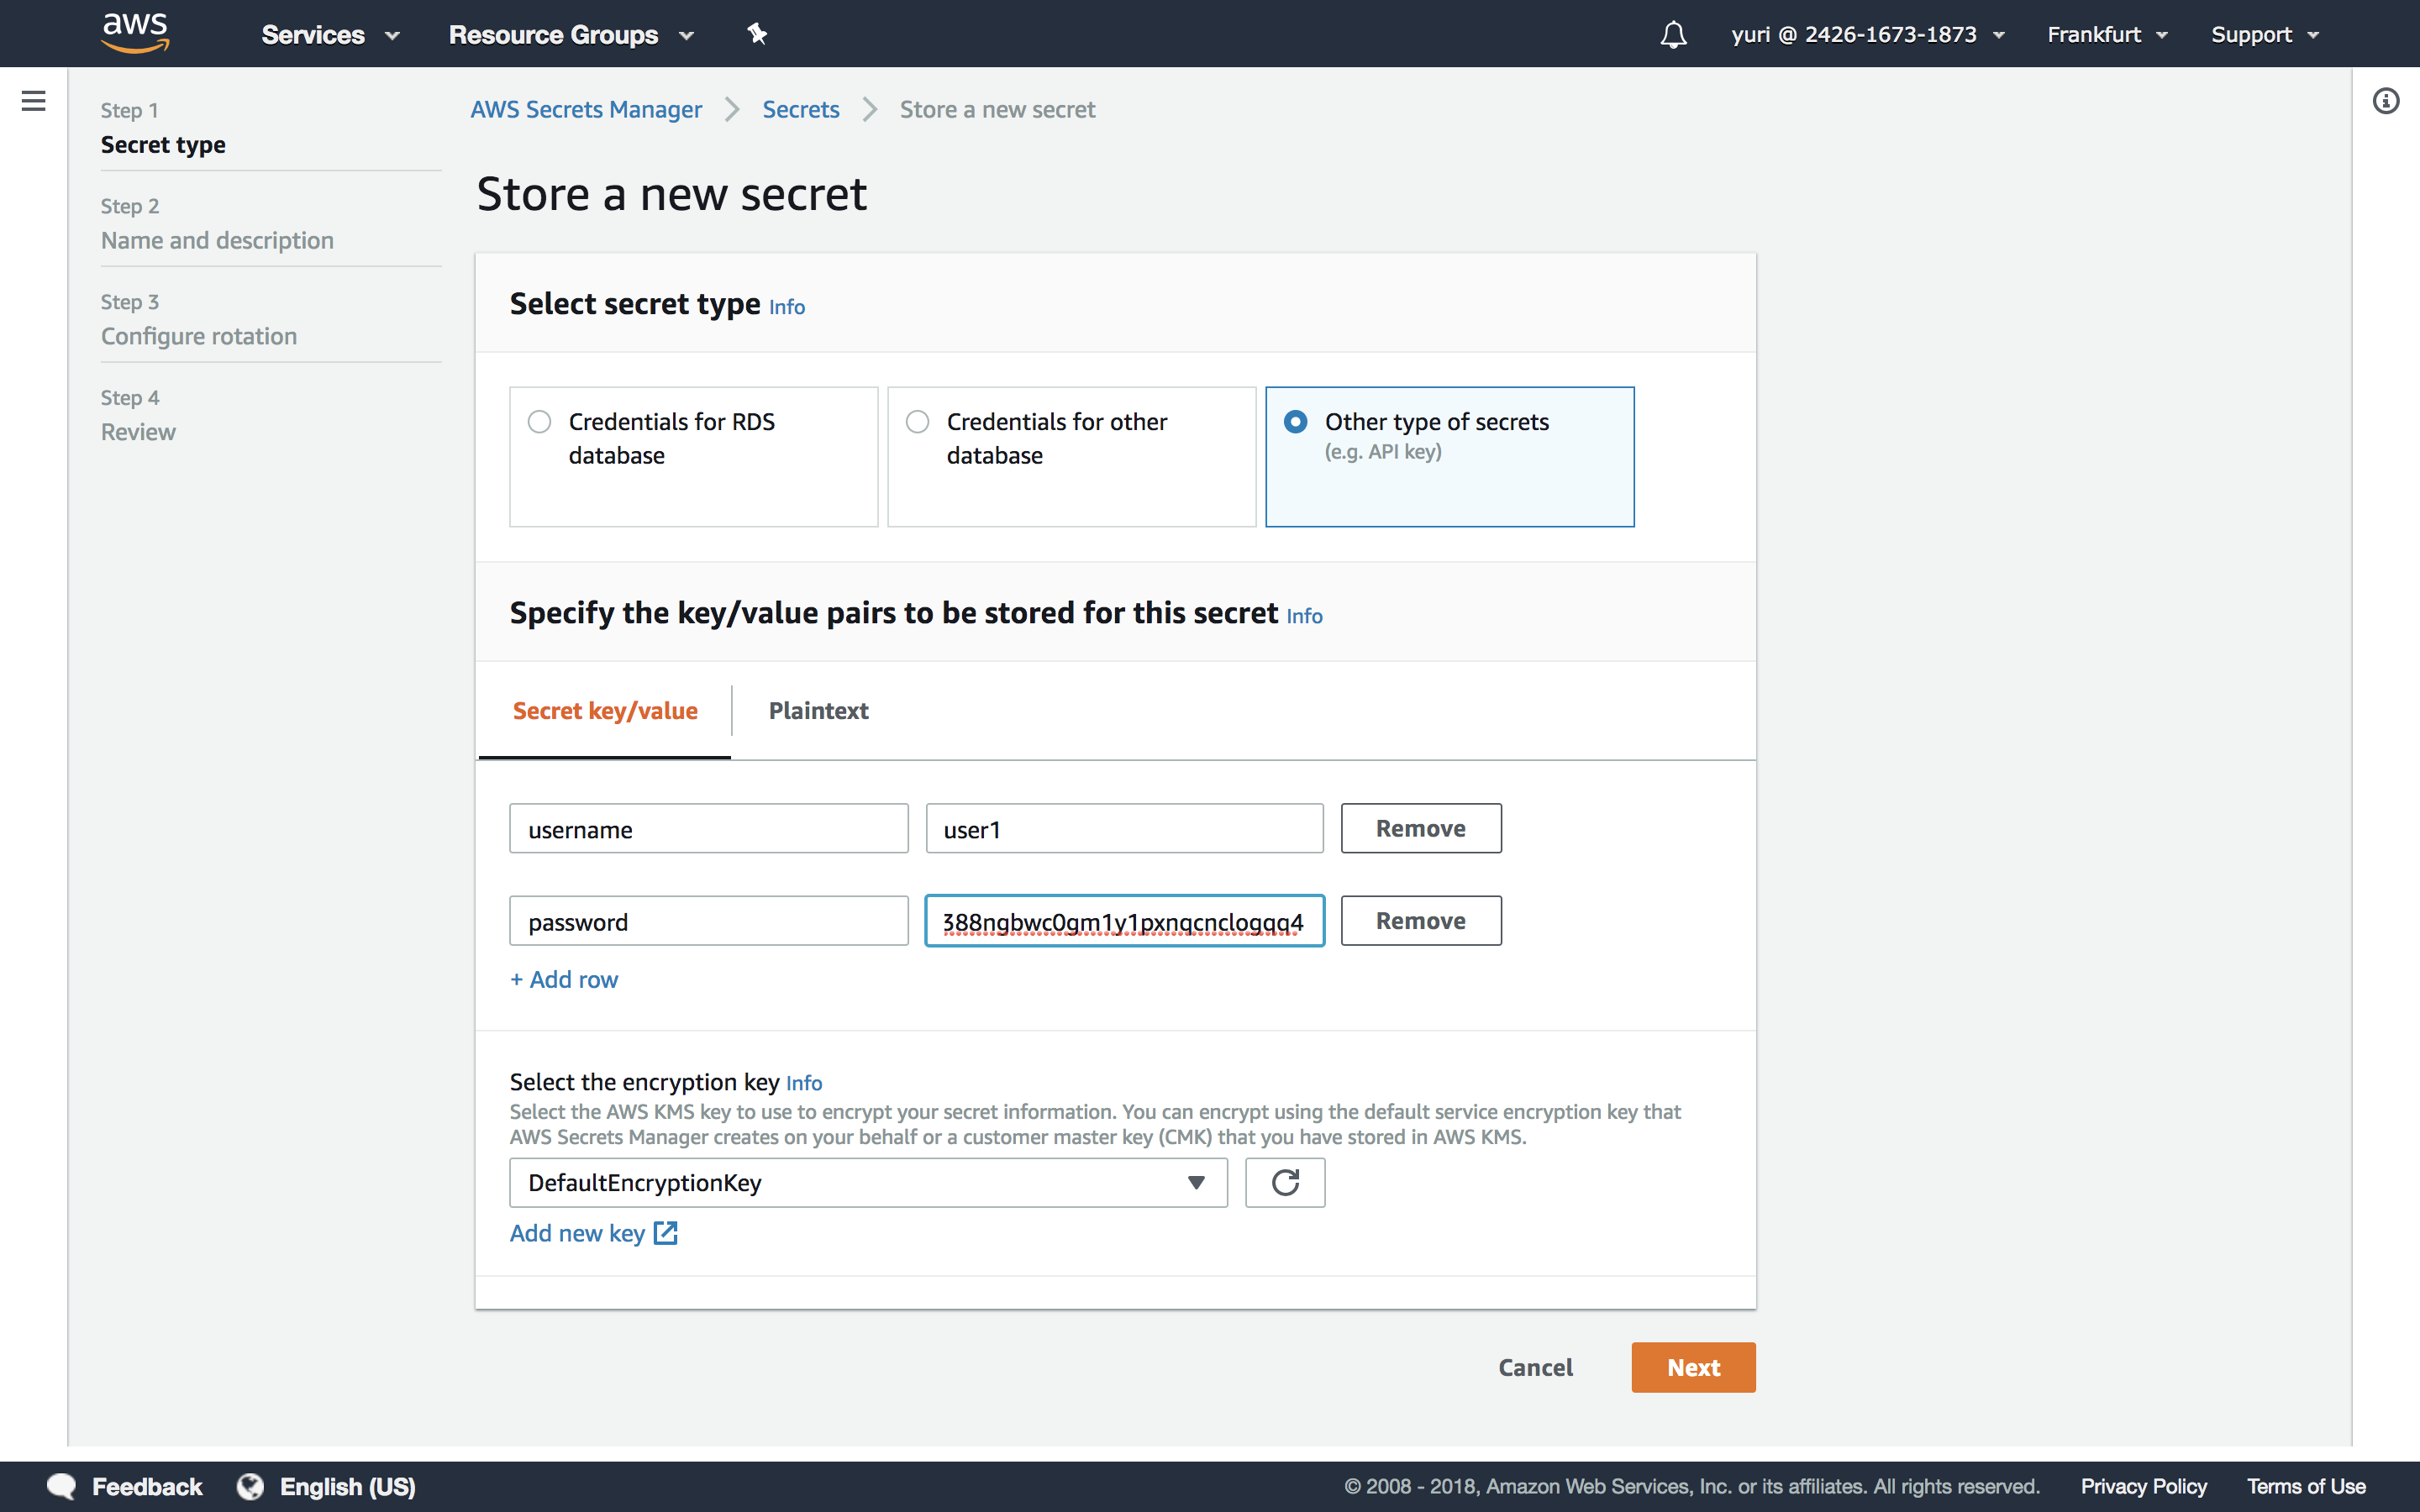 aws Services Resource Groups yuri @ 2426-1673-1873 Frankfurt Support
Step 1
Secret type
Step 2
Name and description
Step 3
Configure rotation
Step 4
Review
AWS Secrets Manager > Secrets > Store a new secret
Store a new secret
Select secret type Info
Credentials for RDS
database
Credentials for other
database
Other type of secrets
(e.g. API key)
Specify the key/value pairs to be stored for this secret Info
Secret key/value
Plaintext
username user1 Remove
password 388ngbwc0gm1y1pxnqcnclogqq4 Remove
+ Add row
Select the encryption key Info
Select the AWS KMS key to use to encrypt your secret information. You can encrypt using the default service encryption key that
AWS Secrets Manager creates on your behalf or a customer master key (CMK) that you have stored in AWS KMS.
DefaultEncryptionKey
Add new key
Cancel Next
Feedback English (US) © 2008 - 2018, Amazon Web Services, Inc. or its affiliates. All rights reserved. Privacy Policy Terms of Use